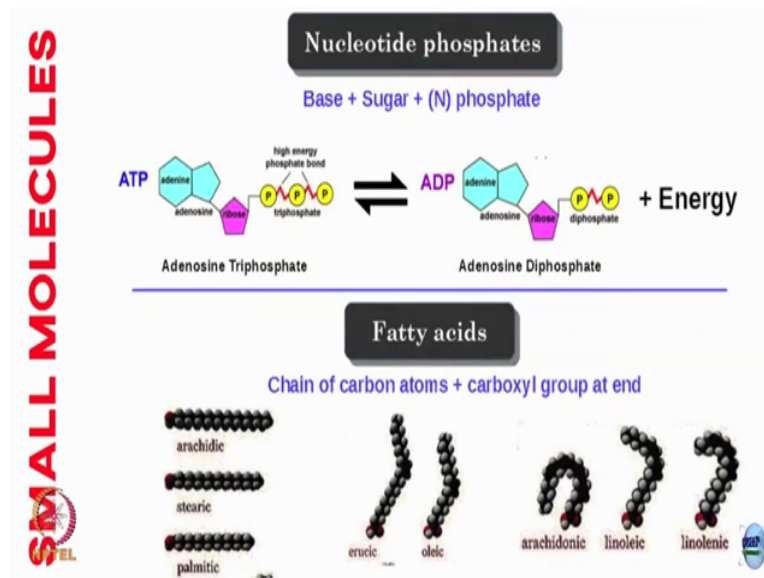 SMALL MOLECULES
Nucleotide phosphates
Base + Sugar + (N) phosphate
ATP
adenine
adenosine
ribose
high energy
phosphate bond
P P P
triphosphate
Adenosine Triphosphate
ADP
adenine
adenosine
ribose
P P
diphosphate
+ Energy
Adenosine Diphosphate
Fatty acids
Chain of carbon atoms + carboxyl group at end
arachidic
stearic
palmitic
erucic
oleic
arachidonic
linoleic
linolenic
NPTEL